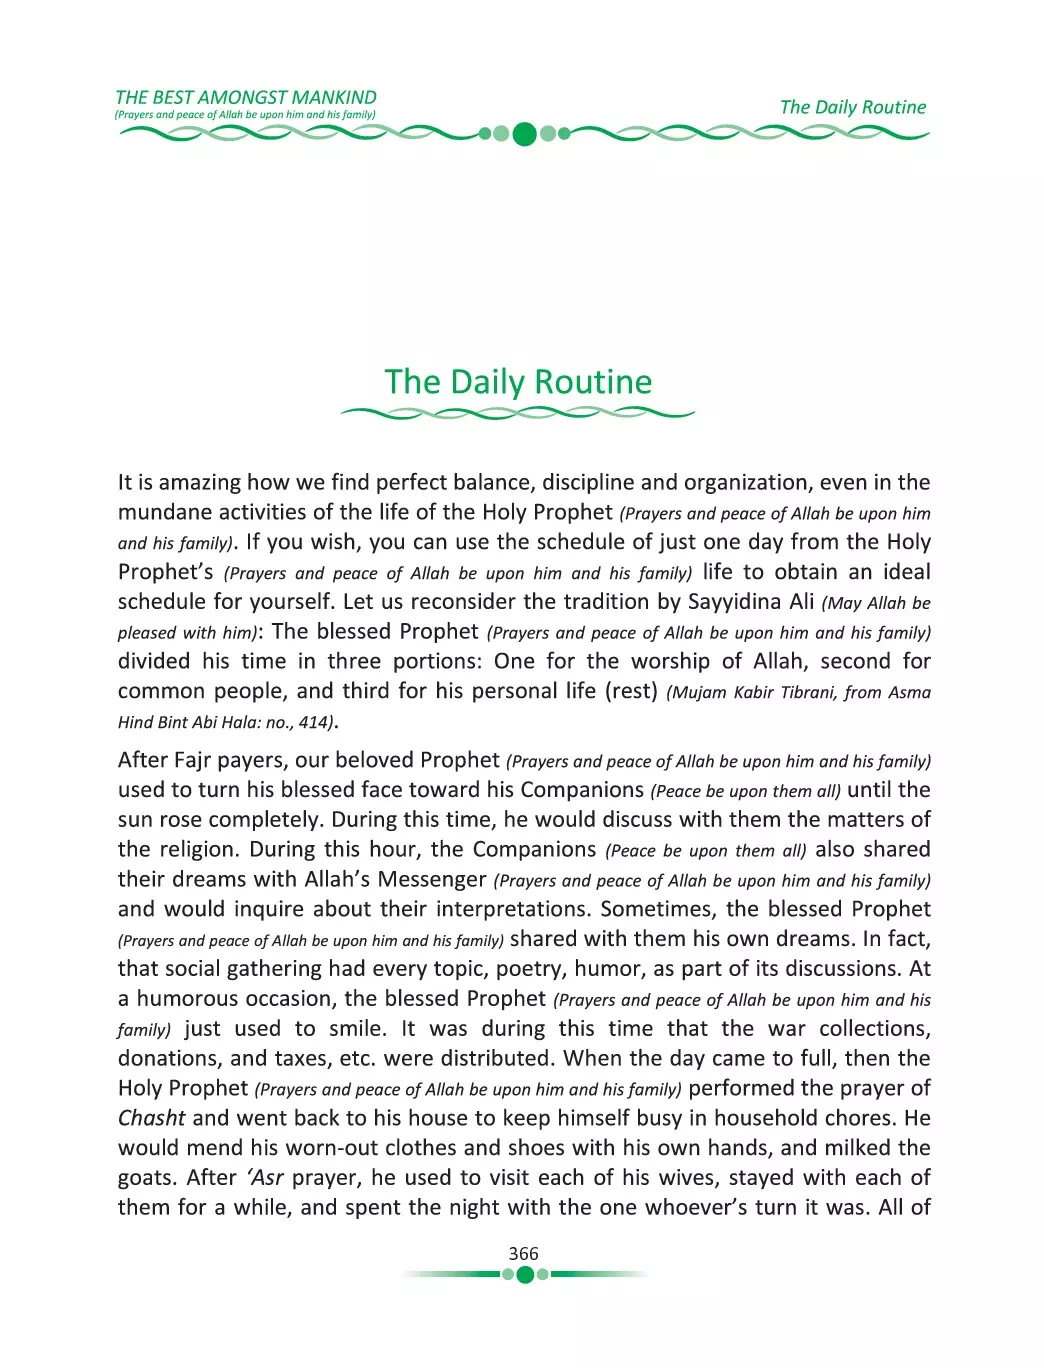 THE BEST AMONGST MANKIND
(Prayers and peace of Allah be upon him and his family)
The Daily Routine
The Daily Routine
It is amazing how we find perfect balance, discipline and organization, even in the
mundane activities of the life of the Holy Prophet (Prayers and peace of Allah be upon him
and his family). If you wish, you can use the schedule of just one day from the Holy
Prophet’s (Prayers and peace of Allah be upon him and his family) life to obtain an ideal
schedule for yourself. Let us reconsider the tradition by Sayyidina Ali (May Allah be
pleased with him): The blessed Prophet (Prayers and peace of Allah be upon him and his family)
divided his time in three portions: One for the worship of Allah, second for
common people, and third for his personal life (rest) (Mujam Kabir Tibrani, from Asma
Hind Bint Abi Hala: no., 414).
After Fajr payers, our beloved Prophet (Prayers and peace of Allah be upon him and his family)
used to turn his blessed face toward his Companions (Peace be upon them all) until the
sun rose completely. During this time, he would discuss with them the matters of
the religion. During this hour, the Companions (Peace be upon them all) also shared
their dreams with Allah’s Messenger (Prayers and peace of Allah be upon him and his family)
and would inquire about their interpretations. Sometimes, the blessed Prophet
(Prayers and peace of Allah be upon him and his family) shared with them his own dreams. In fact,
that social gathering had every topic, poetry, humor, as part of its discussions. At
a humorous occasion, the blessed Prophet (Prayers and peace of Allah be upon him and his
family) just used to smile. It was during this time that the war collections,
donations, and taxes, etc. were distributed. When the day came to full, then the
Holy Prophet (Prayers and peace of Allah be upon him and his family) performed the prayer of
Chasht and went back to his house to keep himself busy in household chores. He
would mend his worn-out clothes and shoes with his own hands, and milked the
goats. After ‘Asr prayer, he used to visit each of his wives, stayed with each of
them for a while, and spent the night with the one whoever’s turn it was. All of
366